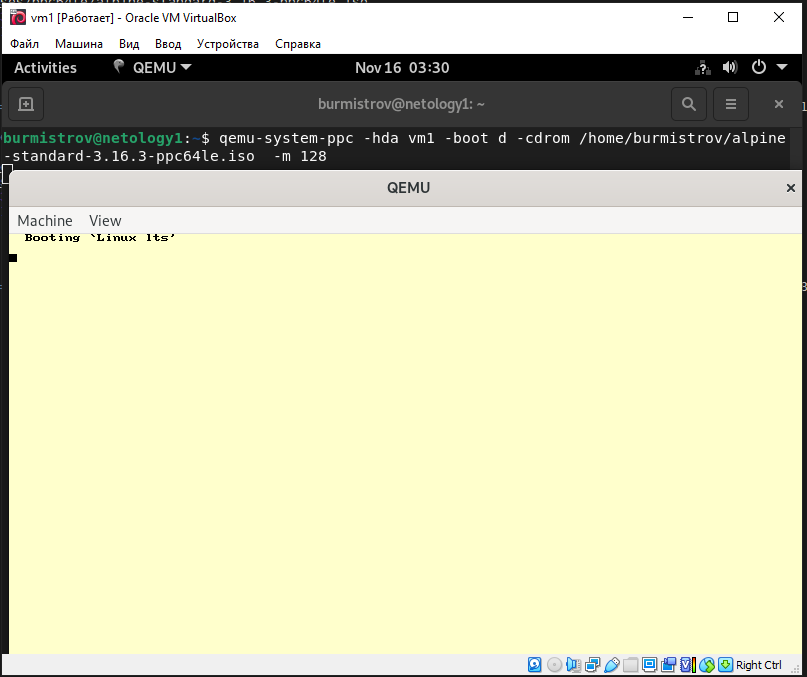 vm1 [Работает] - Oracle VM VirtualBox
Файл Машина Вид Ввод Устройства Справка
Activities QEMU Nov 16 03:30
burmistrov@netology1: ~
burmistrov@netology1:~$ qemu-system-ppc -hda vm1 -boot d -cdrom /home/burmistrov/alpine
-standard-3.16.3-ppc64le.iso -m 128
QEMU
Machine View
Booting `Linux lts'
Right Ctrl